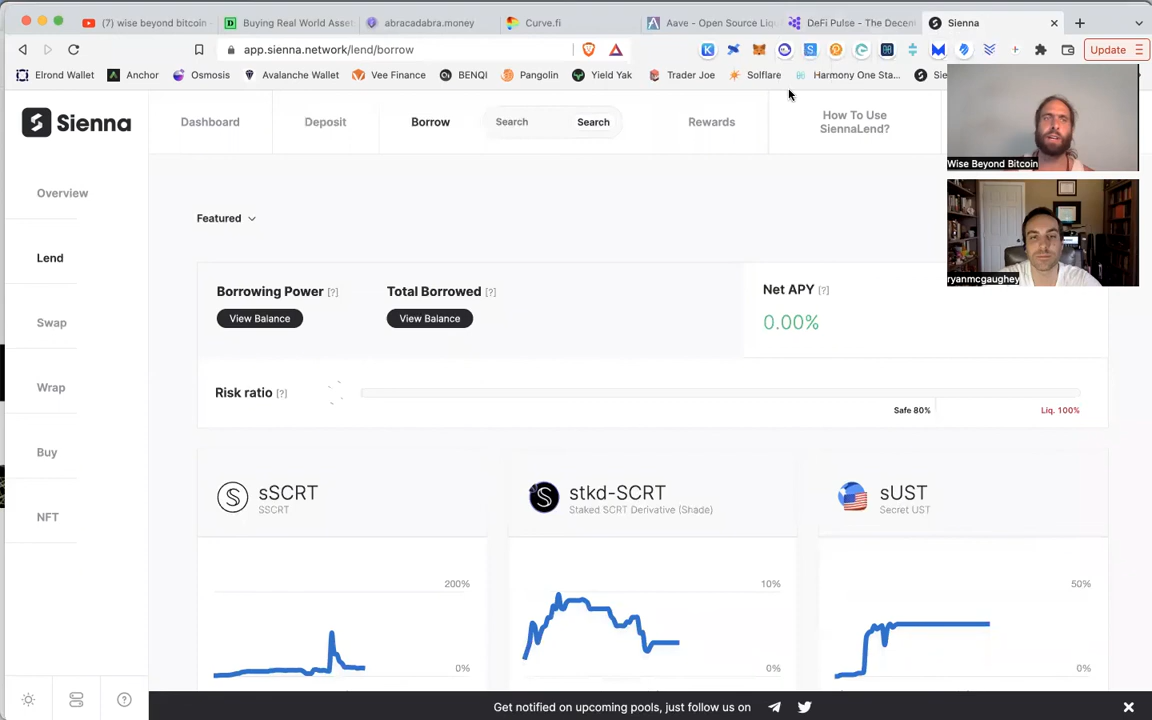 (7) wise beyond bitcoin
Buying Real World Asset
abracadabra.money
Curve.fi
Aave - Open Source Liq
DeFi Pulse - The Decent
Sienna
app.sienna.network/lend/borrow
Update
Elrond Wallet
Anchor
Osmosis
Avalanche Wallet
Vee Finance
BENQI
Pangolin
Yield Yak
Trader Joe
Solflare
Harmony One Sta...
Sie
Sienna
Dashboard
Deposit
Borrow
Search
Search
Rewards
How To Use
SiennaLend?
Wise Beyond Bitcoin
ryanmcgaughey
Overview
Lend
Swap
Wrap
Buy
NFT
Featured
Borrowing Power [?]
View Balance
Total Borrowed [?]
View Balance
Net APY [?]
0.00%
Risk ratio [?]
Safe 80%
Liq. 100%
sSCRT
SSCRT
200%
0%
stkd-SCRT
Staked SCRT Derivative (Shade)
10%
0%
sUST
Secret UST
50%
0%
Get notified on upcoming pools, just follow us on